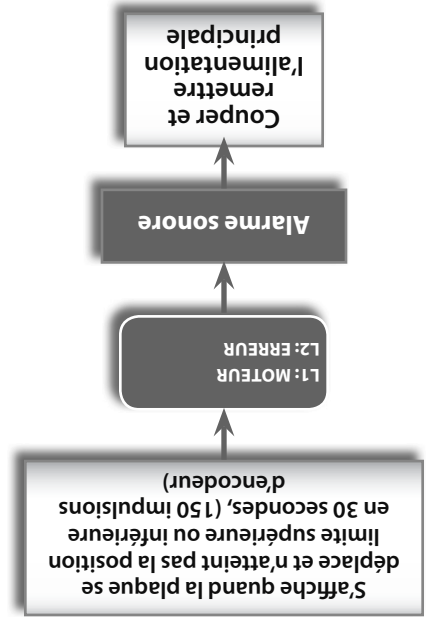 S'affiche quand la plaque se
déplace et n'atteint pas la position
limite supérieure ou inférieure
en 30 secondes, (150 impulsions
d'encodeur)
L1: MOTEUR
L2: ERREUR
Alarme sonore
Couper et
remettre
l'alimentation
principale